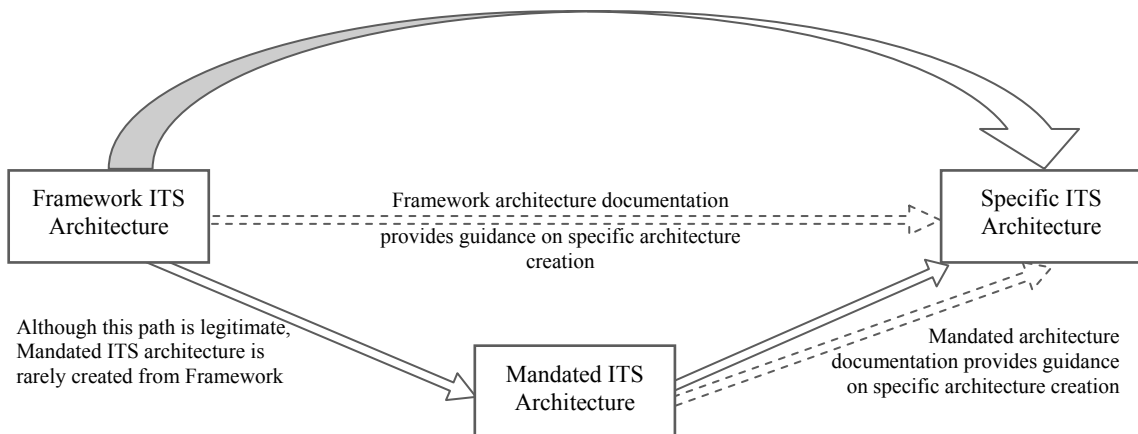 Framework ITS
Architecture
Framework architecture documentation
provides guidance on specific architecture
creation
Specific ITS
Architecture
Although this path is legitimate,
Mandated ITS architecture is
rarely created from Framework
Mandated ITS
Architecture
Mandated architecture
documentation provides guidance
on specific architecture creation